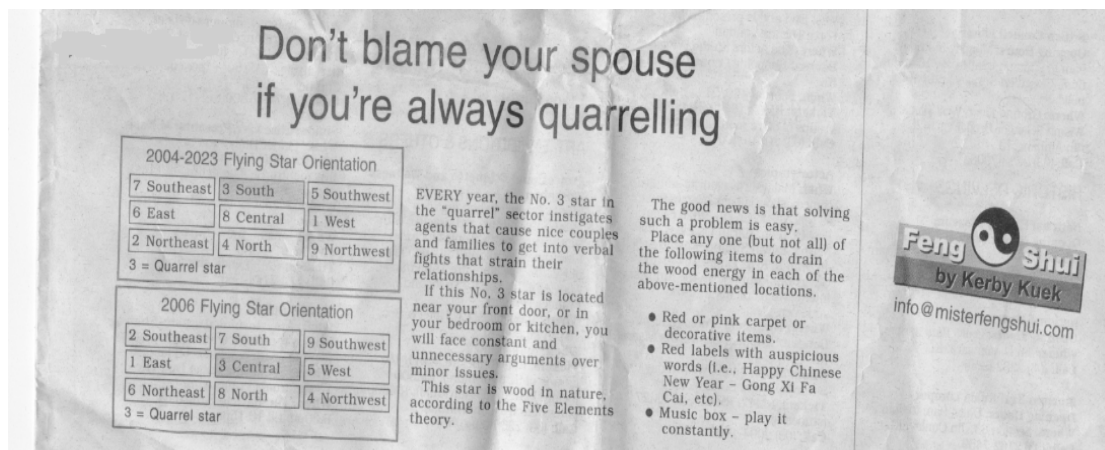 Don't blame your spouse
if you're always quarrelling
2004-2023 Flying Star Orientation
7 Southeast 3 South 5 Southwest
6 East 8 Central 1 West
2 Northeast 4 North 9 Northwest
3 = Quarrel star
2006 Flying Star Orientation
2 Southeast 7 South 9 Southwest
1 East 3 Central 5 West
6 Northeast 8 North 4 Northwest
3 = Quarrel star
EVERY year, the No. 3 star in
the "quarrel" sector instigates
agents that cause nice couples
and families to get into verbal
fights that strain their
relationships.
If this No. 3 star is located
near your front door, or in
your bedroom or kitchen, you
will face constant and
unnecessary arguments over
minor issues.
This star is wood in nature,
according to the Five Elements
theory.
The good news is that solving
such a problem is easy.
Place any one (but not all) of
the following items to drain
the wood energy in each of the
above-mentioned locations.
● Red or pink carpet or
decorative items.
● Red labels with auspicious
words (i.e.. Happy Chinese
New Year – Gong Xi Fa
Cai, etc).
● Music box – play it
constantly.
Feng Shui
by Kerby Kuek
info@misterfengshui.com